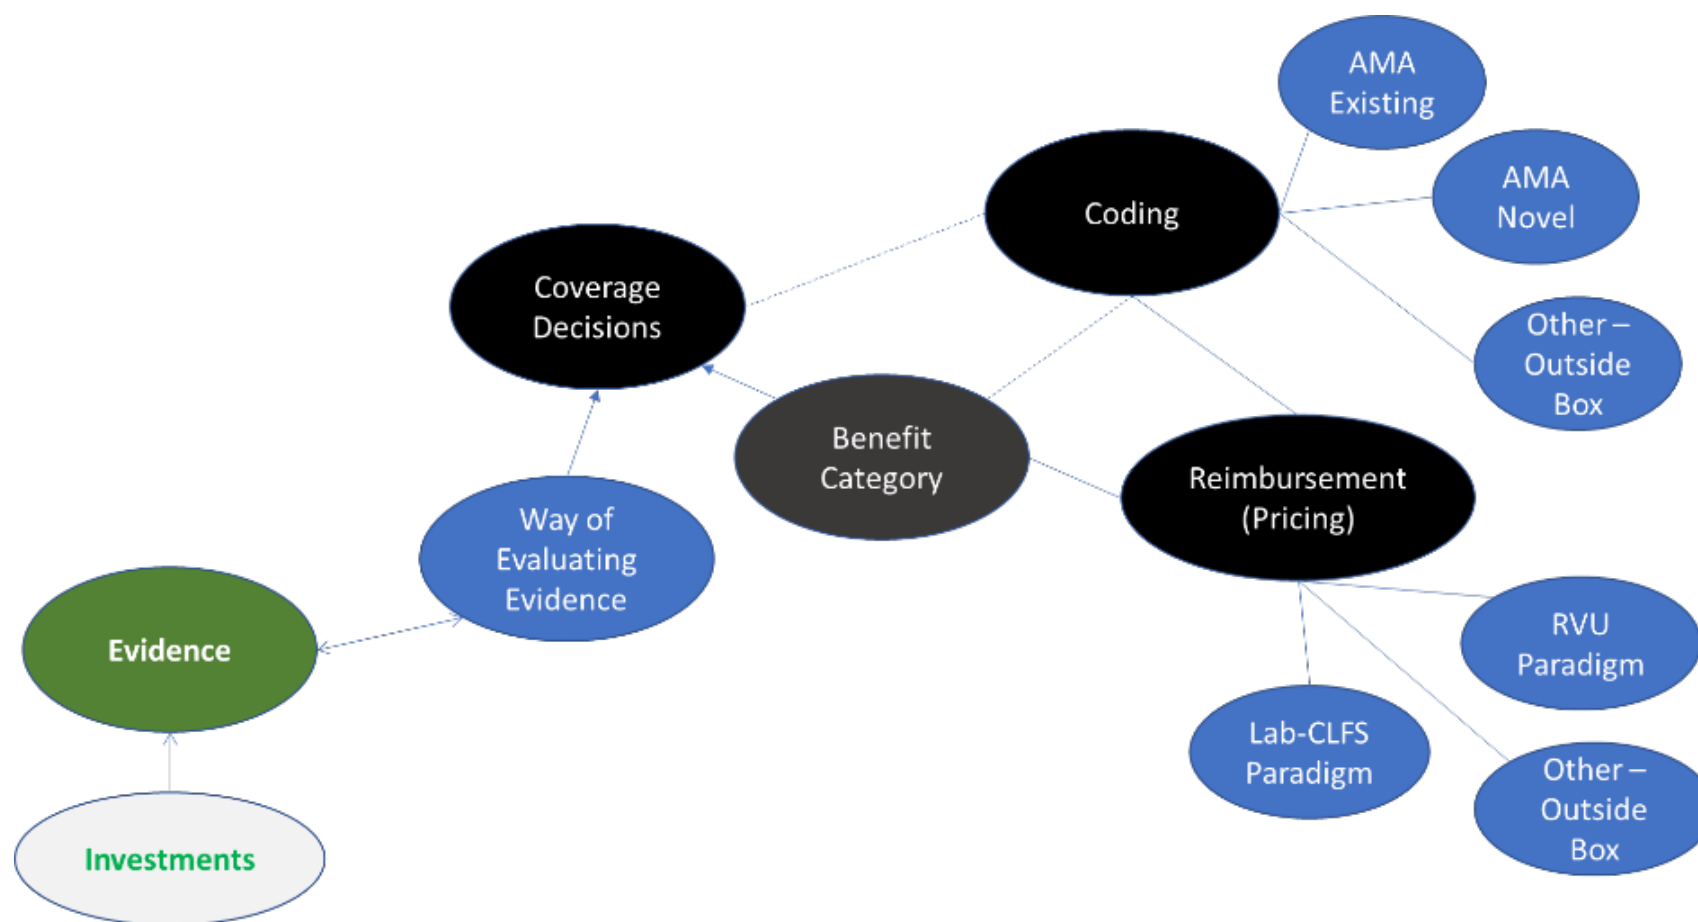 AMA
Existing
AMA
Novel
Coding
Coverage
Decisions
Other –
Outside
Box
Benefit
Category
Reimbursement
(Pricing)
Way of
Evaluating
Evidence
Evidence
RVU
Paradigm
Lab-CLFS
Paradigm
Other –
Outside
Box
Investments